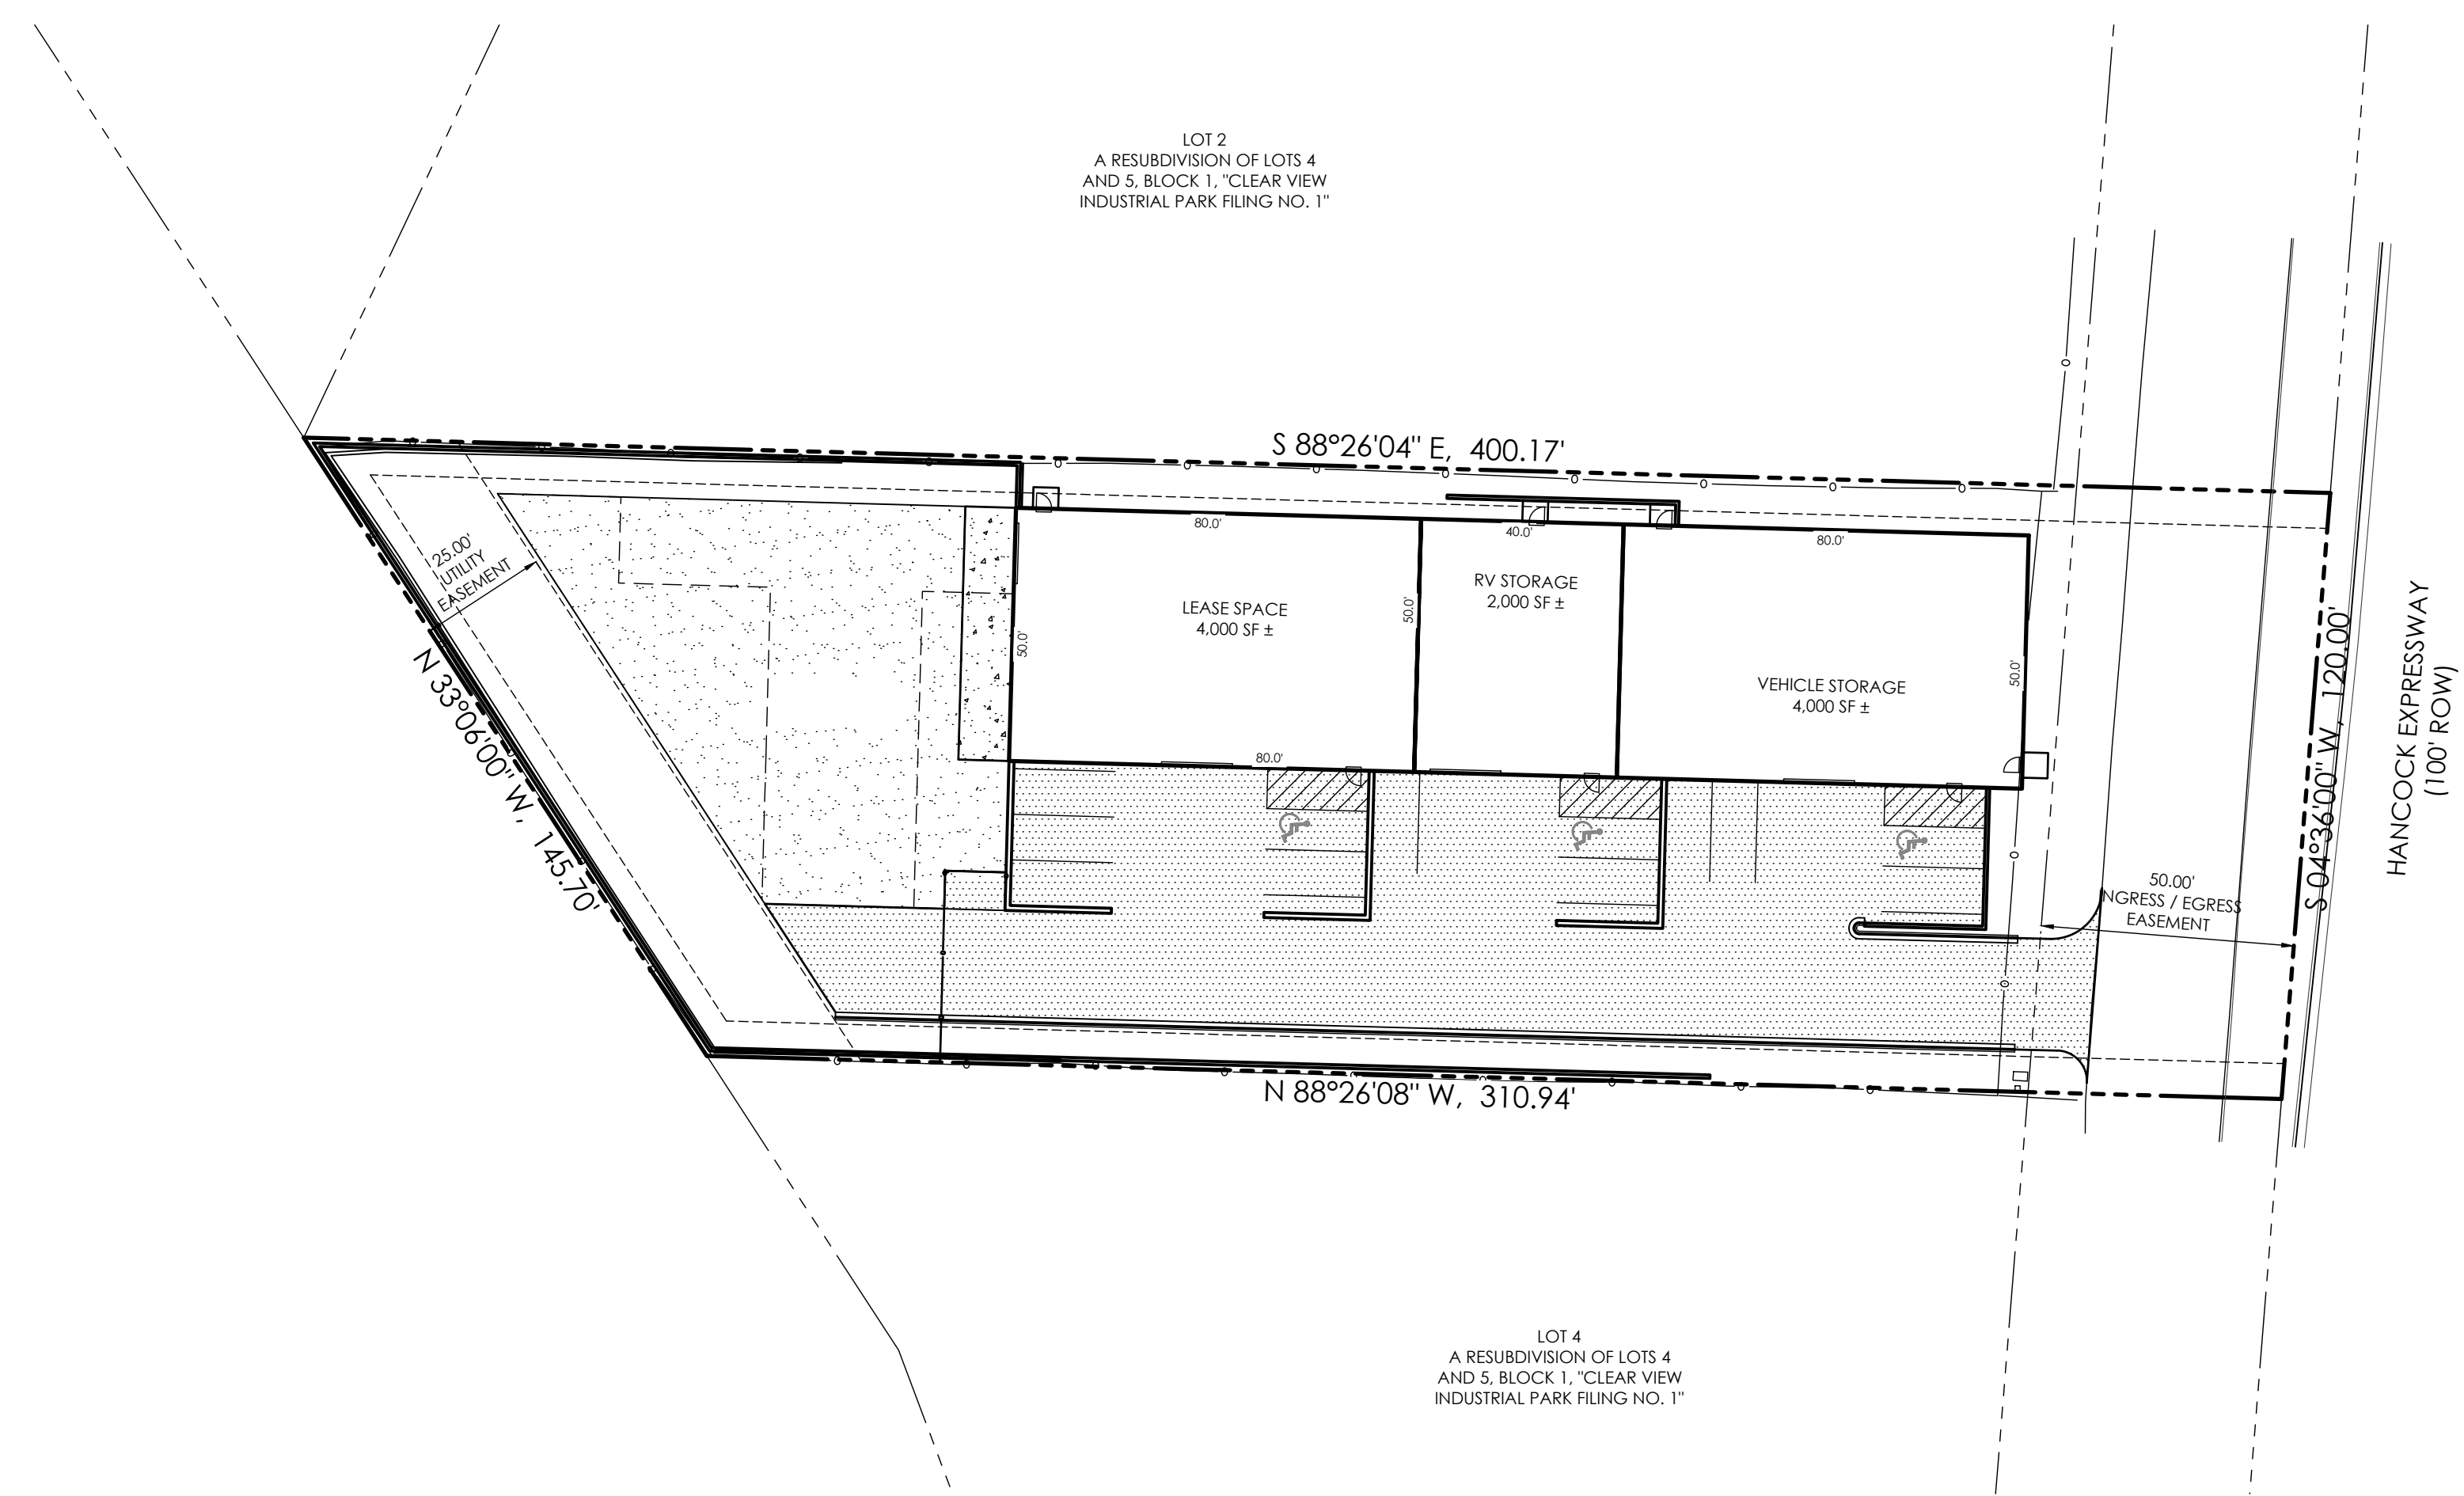 LOT 2
A RESUBDIVISION OF LOTS 4
AND 5, BLOCK 1, "CLEAR VIEW
INDUSTRIAL PARK FILING NO. 1"
S 88°26'04" E, 400.17'
80.0'
40.0'
80.0'
25.00'
UTILITY
EASEMENT
RV STORAGE
2,000 SF ±
LEASE SPACE
4,000 SF ±
50.0'
50.0'
50.0'
VEHICLE STORAGE
4,000 SF ±
80.0'
N 33°06'00" W, 145.70'
S 04°36'00" W, 120.00'
HANCOCK EXPRESSWAY
(100' ROW)
50.00'
NGRESS / EGRESS
EASEMENT
N 88°26'08" W, 310.94'
LOT 4
A RESUBDIVISION OF LOTS 4
AND 5, BLOCK 1, "CLEAR VIEW
INDUSTRIAL PARK FILING NO. 1"